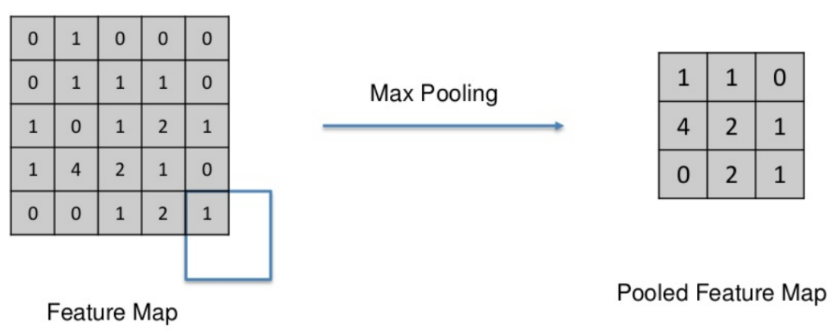 0 1 0 0 0
0 1 1 1 0
1 0 1 2 1
1 4 2 1 0
0 0 1 2 1
Feature Map
Max Pooling
1 1 0
4 2 1
0 2 1
Pooled Feature Map